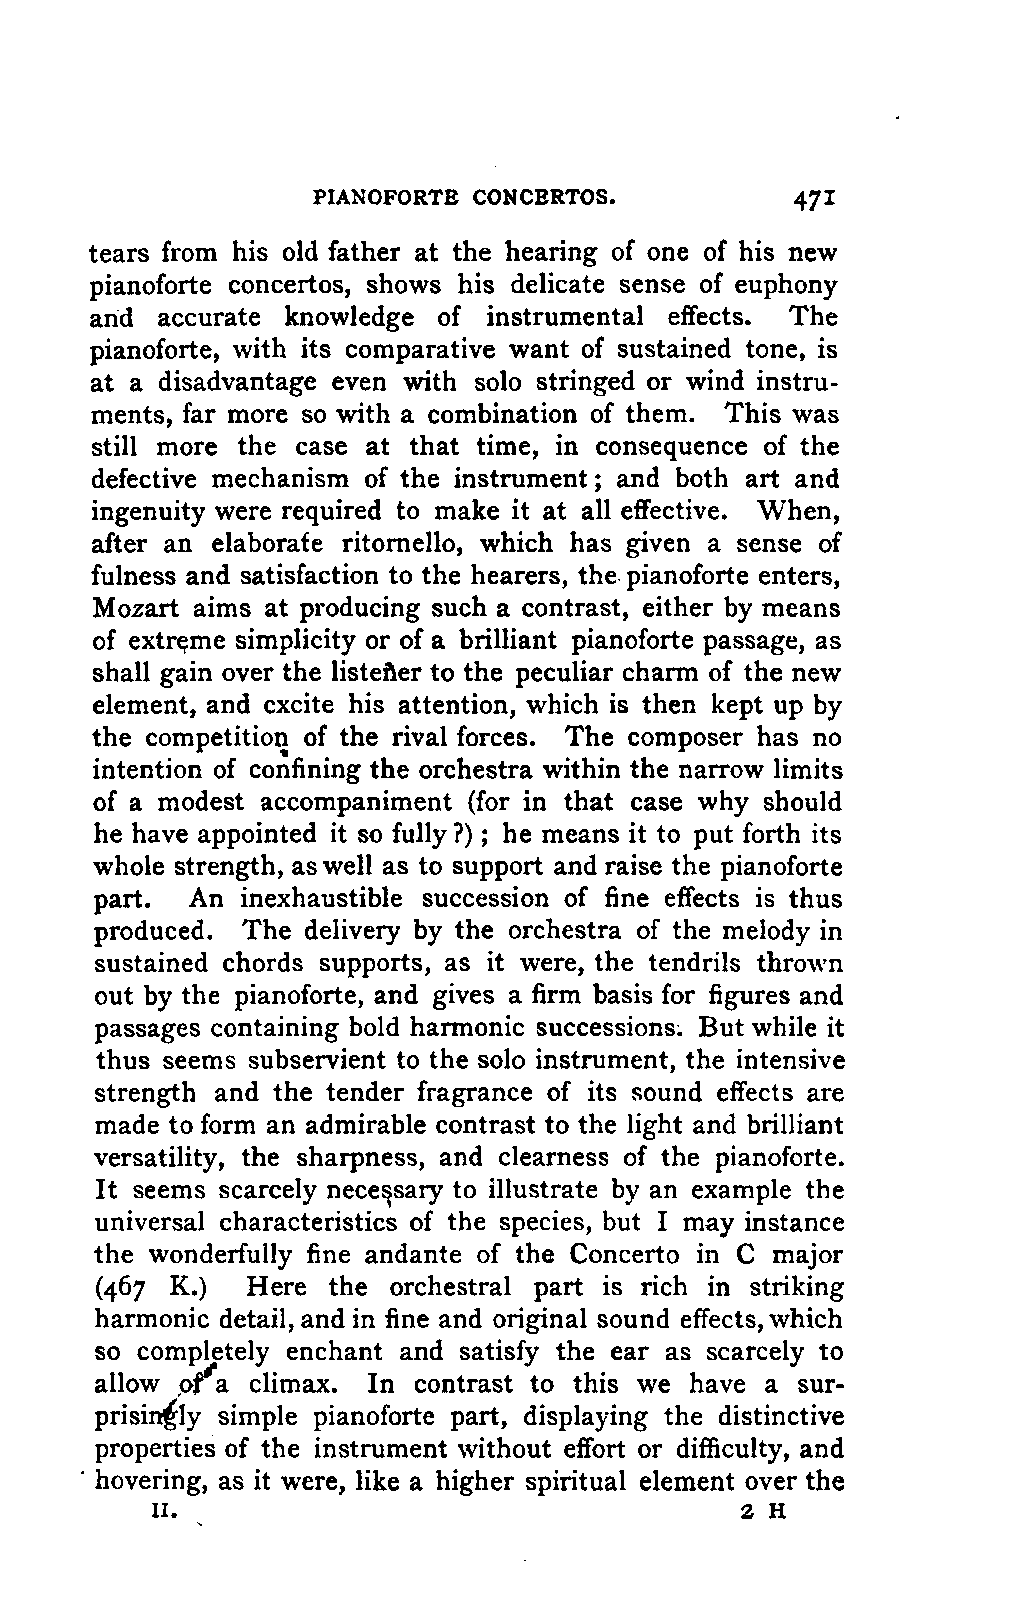 PIANOFORTE CONCERTOS. 471
tears from his old father at the hearing of one of his new
pianoforte concertos, shows his delicate sense of euphony
and accurate knowledge of instrumental effects. The
pianoforte, with its comparative want of sustained tone, is
at a disadvantage even with solo stringed or wind instru-
ments, far more so with a combination of them. This was
still more the case at that time, in consequence of the
defective mechanism of the instrument; and both art and
ingenuity were required to make it at all effective. When,
after an elaborate ritornello, which has given a sense of
fulness and satisfaction to the hearers, the pianoforte enters,
Mozart aims at producing such a contrast, either by means
of extreme simplicity or of a brilliant pianoforte passage, as
shall gain over the listener to the peculiar charm of the new
element, and excite his attention, which is then kept up by
the competition of the rival forces. The composer has no
intention of confining the orchestra within the narrow limits
of a modest accompaniment (for in that case why should
he have appointed it so fully?); he means it to put forth its
whole strength, as well as to support and raise the pianoforte
part. An inexhaustible succession of fine effects is thus
produced. The delivery by the orchestra of the melody in
sustained chords supports, as it were, the tendrils thrown
out by the pianoforte, and gives a firm basis for figures and
passages containing bold harmonic successions. But while it
thus seems subservient to the solo instrument, the intensive
strength and the tender fragrance of its sound effects are
made to form an admirable contrast to the light and brilliant
versatility, the sharpness, and clearness of the pianoforte.
It seems scarcely necessary to illustrate by an example the
universal characteristics of the species, but I may instance
the wonderfully fine andante of the Concerto in C major
(467 K.) Here the orchestral part is rich in striking
harmonic detail, and in fine and original sound effects, which
so completely enchant and satisfy the ear as scarcely to
allow of a climax. In contrast to this we have a sur-
prisingly simple pianoforte part, displaying the distinctive
properties of the instrument without effort or difficulty, and
hovering, as it were, like a higher spiritual element over the
II. 2 H